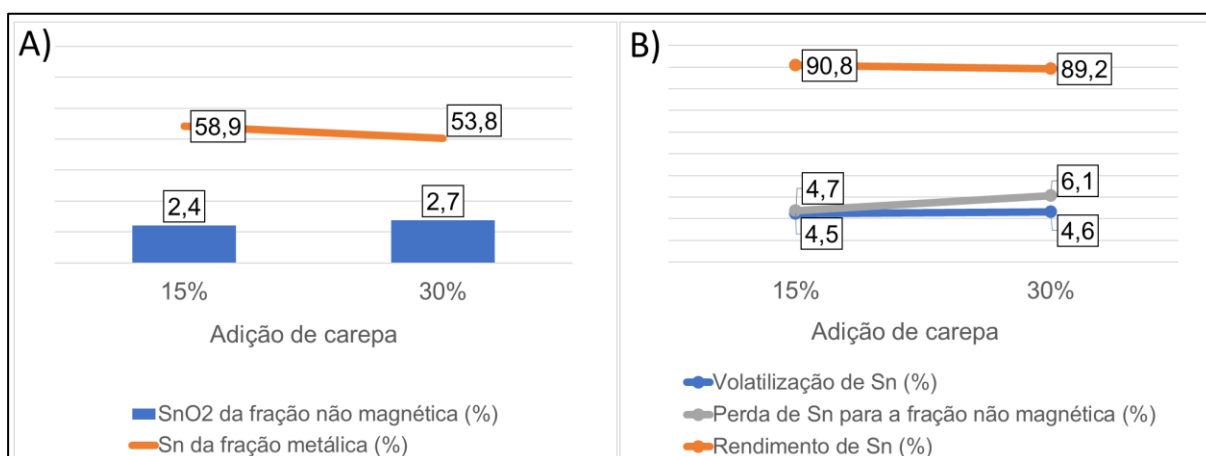 A)
58,9
53,8
2,4
2,7
15%
30%
Adição de carepa
SnO2 da fração não magnética (%)
Sn da fração metálica (%)
B)
90,8
89,2
4,7
6,1
4,5
4,6
15%
30%
Adição de carepa
Volatilização de Sn (%)
Perda de Sn para a fração não magnética (%)
Rendimento de Sn (%)